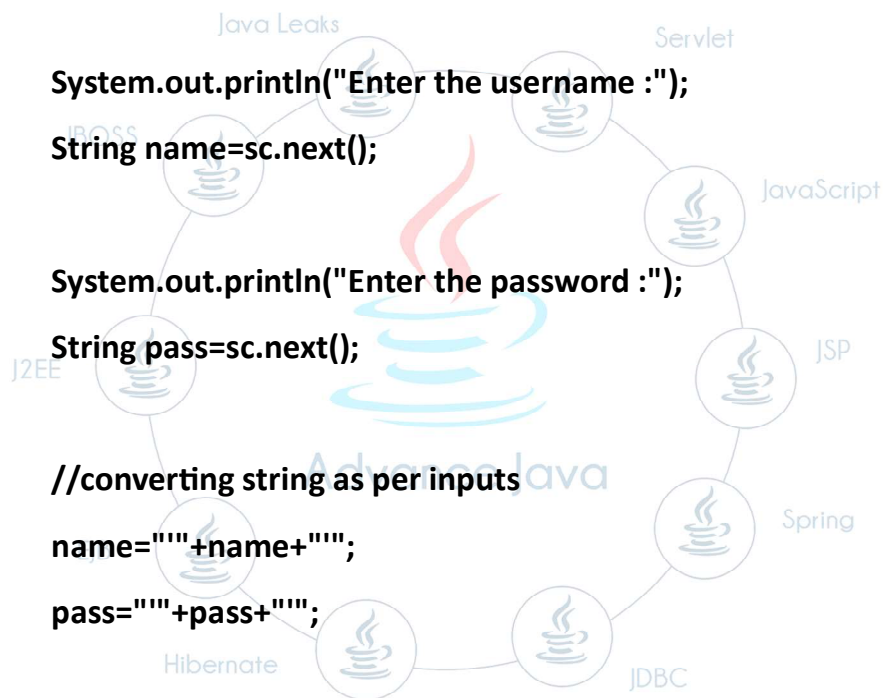 Java Leaks
Servlet
System.out.println("Enter the username :");
JBOSS
String name=sc.next();
JavaScript
System.out.println("Enter the password :");
String pass=sc.next();
J2EE
JSP
//converting string as per inputs
Advance Java
Spring
name="'"+name+"'";
pass="'"+pass+"'";
Hibernate
JDBC